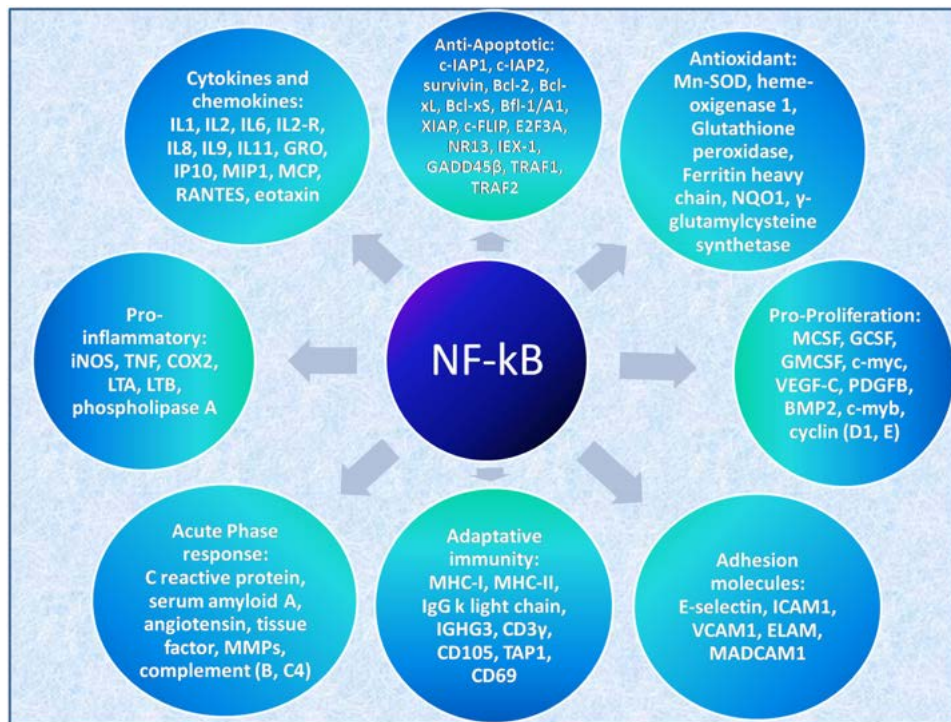 Cytokines and
chemokines:
IL1, IL2, IL6, IL2-R,
IL8, IL9, IL11, GRO,
IP10, MIP1, MCP,
RANTES, eotaxin
Anti-Apoptotic:
c-IAP1, c-IAP2,
survivin, Bcl-2, Bcl-
xL, Bcl-xS, Bfl-1/A1,
XIAP, c-FLIP, E2F3A,
NR13, IEX-1,
GADD45β, TRAF1,
TRAF2
Antioxidant:
Mn-SOD, heme-
oxigenase 1,
Glutathione
peroxidase,
Ferritin heavy
chain, NQO1, γ-
glutamylcysteine
synthetase
Pro-
inflammatory:
iNOS, TNF, COX2,
LTA, LTB,
phospholipase A
NF-kB
Pro-Proliferation:
MCSF, GCSF,
GMCSF, c-myc,
VEGF-C, PDGFB,
BMP2, c-myb,
cyclin (D1, E)
Acute Phase
response:
C reactive protein,
serum amyloid A,
angiotensin, tissue
factor, MMPs,
complement (B, C4)
Adaptative
immunity:
MHC-I, MHC-II,
IgG k light chain,
IGHG3, CD3γ,
CD105, TAP1,
CD69
Adhesion
molecules:
E-selectin, ICAM1,
VCAM1, ELAM,
MADCAM1